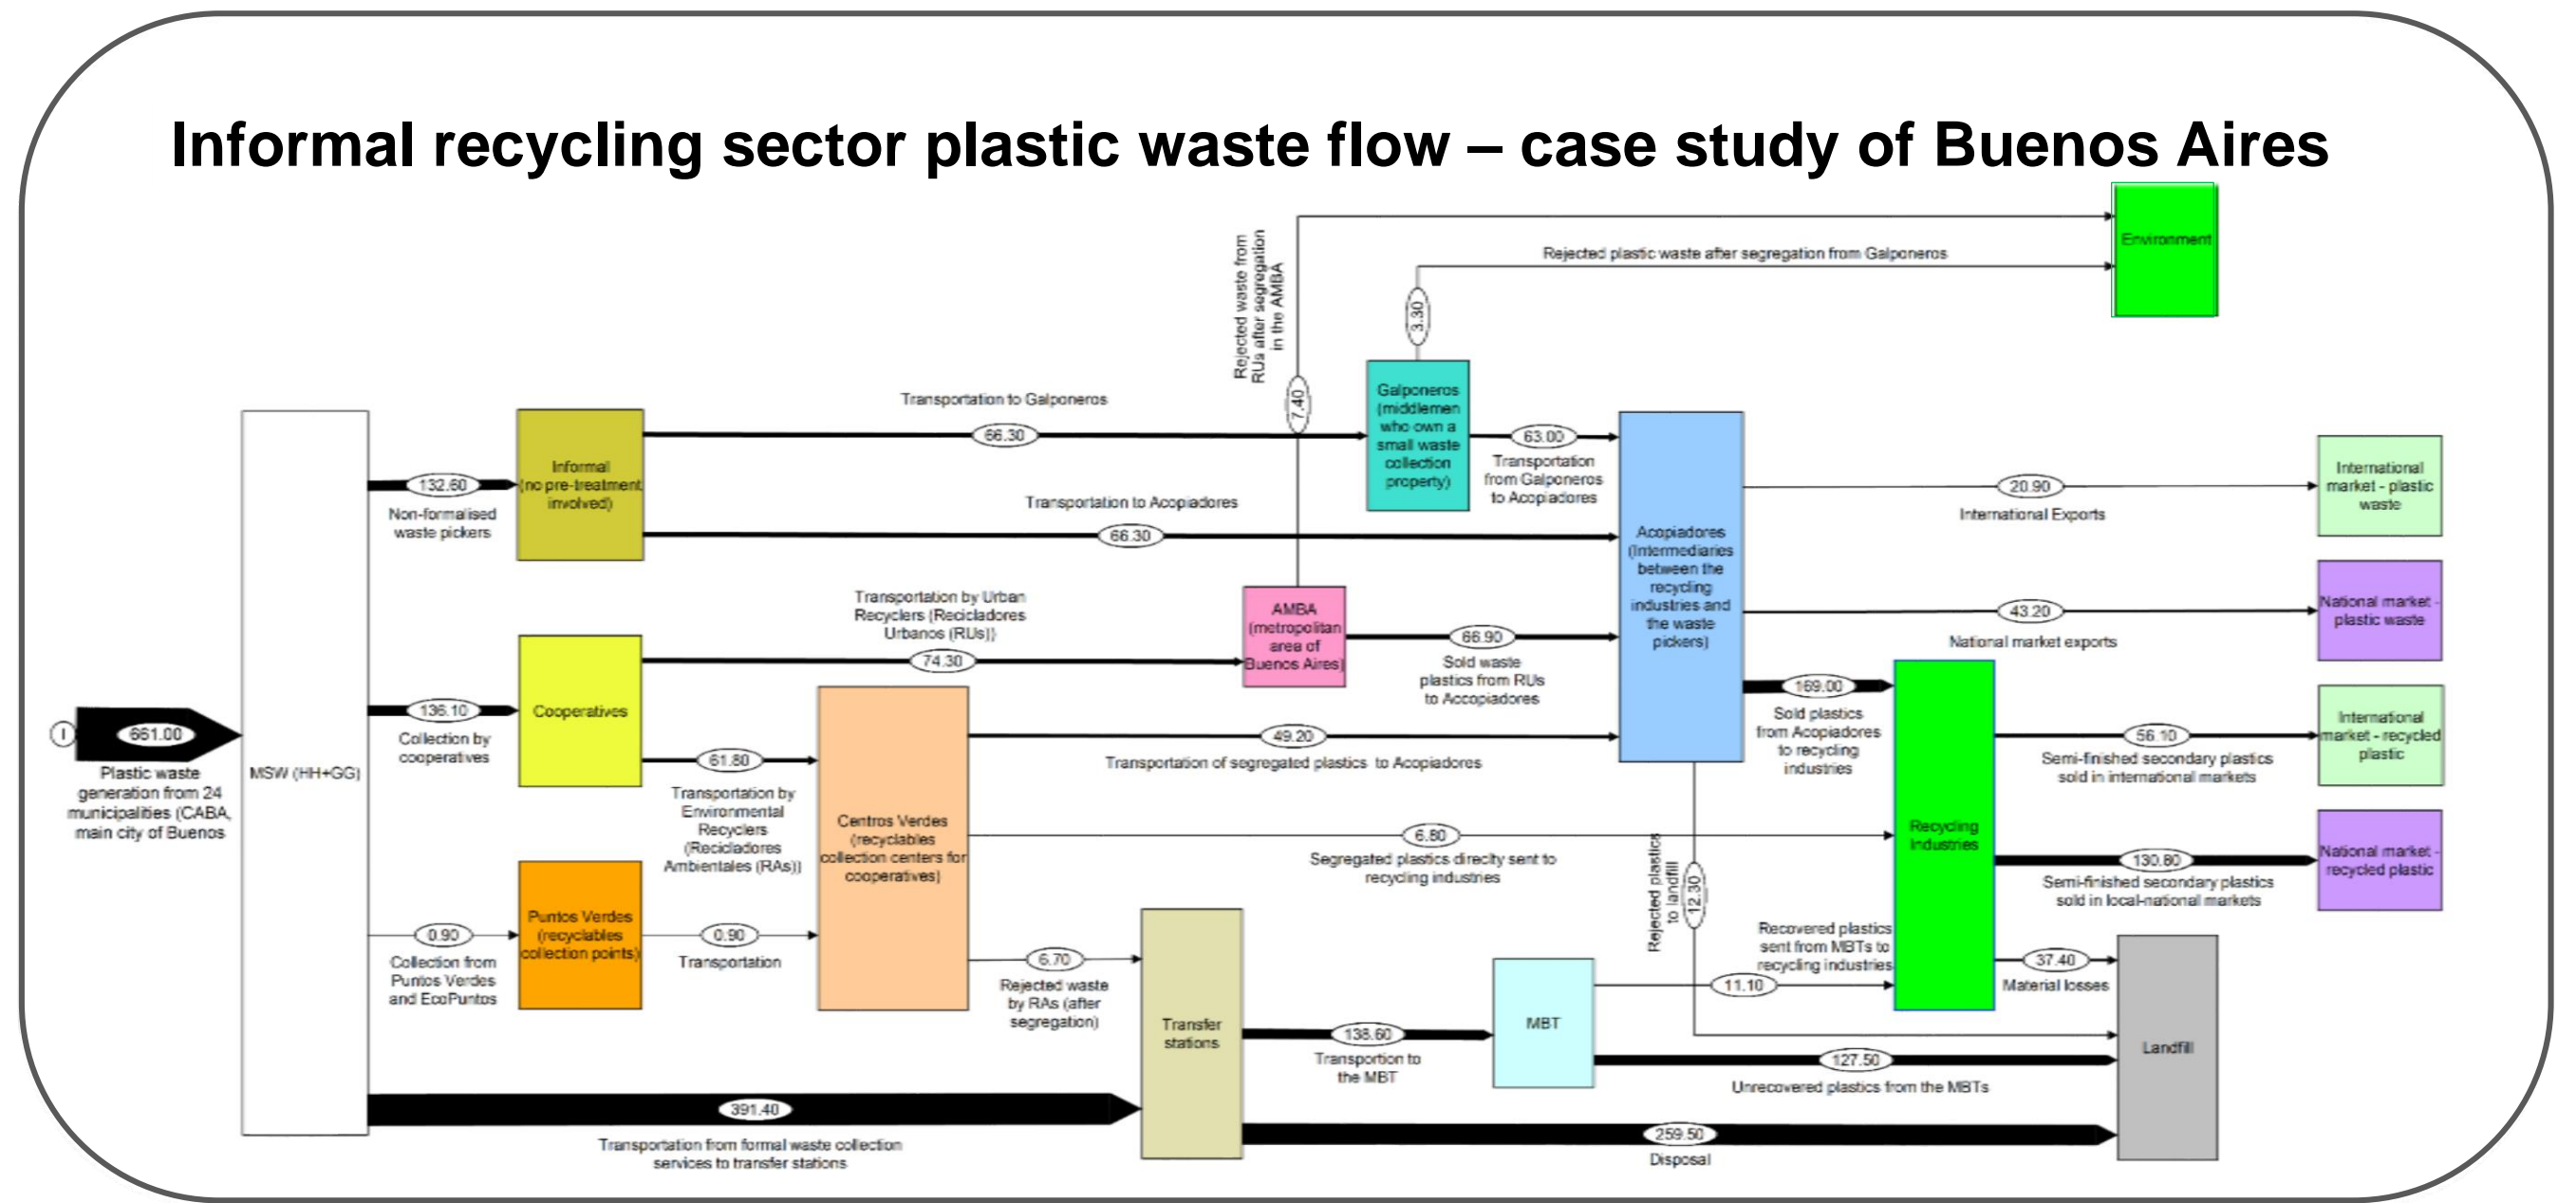 Informal recycling sector plastic waste flow – case study of Buenos Aires
Environment
Rejected waste from
RUs after segregation
in the AMBA
7.40
Rejected plastic waste after segregation from Galponeros
3.30
Transportation to Galponeros
66.30
Galponeros
(middlemen
who own a
small waste
collection
property)
63.00
Transportation
from Galponeros
to Acopiadores
Informal
(no pre-treatment
involved)
132.60
Non-formalised
waste pickers
Transportation to Acopiadores
66.30
Acopiadores
(Intermediaries
between the
recycling
industries and
the waste
pickers)
20.90
International Exports
International
market - plastic
waste
43.20
National market exports
National market -
plastic waste
Transportation by Urban
Recyclers (Recicladores
Urbanos (RUs))
74.30
AMBA
(metropolitan
area of
Buenos Aires)
66.90
Sold waste
plastics from RUs
to Accopiadores
169.00
Sold plastics
from Acopiadores
to recycling
industries
I
661.00
Plastic waste
generation from 24
municipalities (CABA,
main city of Buenos
MSW (HH+GG)
136.10
Collection by
cooperatives
Cooperatives
61.80
Transportation by
Environmental
Recyclers
(Recicladores
Ambientales (RAs))
Centros Verdes
(recyclables
collection centers for
cooperatives)
49.20
Transportation of segregated plastics to Acopiadores
6.80
Segregated plastics direclty sent to
recycling industries
Recycling
Industries
56.10
Semi-finished secondary plastics
sold in international markets
International
market - recycled
plastic
130.80
Semi-finished secondary plastics
sold in local-national markets
National market -
recycled plastic
0.90
Collection from
Puntos Verdes
and EcoPuntos
Puntos Verdes
(recyclables
collection points)
0.90
Transportation
6.70
Rejected waste
by RAs (after
segregation)
Rejected plastics
to landfill
12.30
Recovered plastics
sent from MBTs to
recycling industries
11.10
37.40
Material losses
Transfer
stations
138.60
Transportion to
the MBT
MBT
127.50
Unrecovered plastics from the MBTs
Landfill
391.40
Transportation from formal waste collection
services to transfer stations
259.50
Disposal